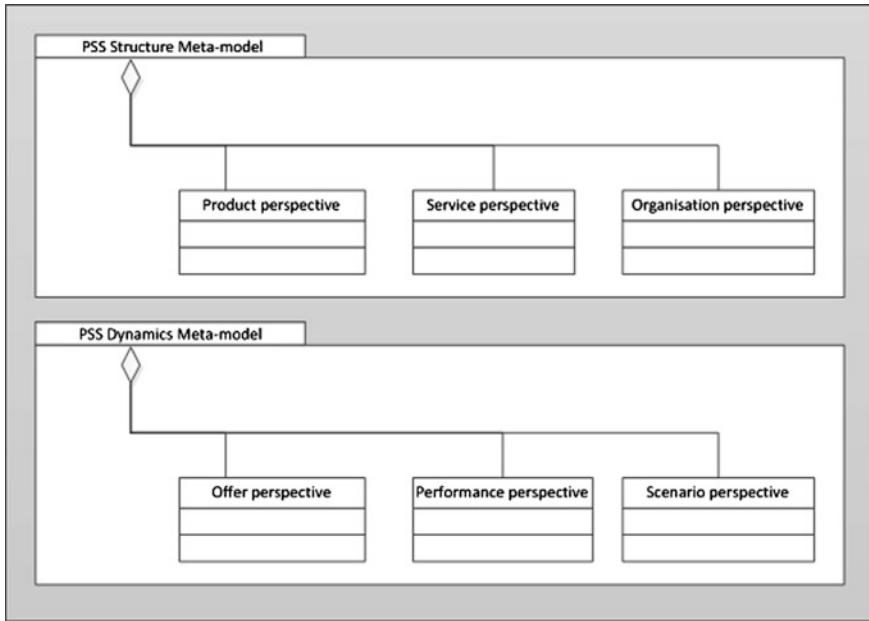 PSS Structure Meta-model
Product perspective
Service perspective
Organisation perspective
PSS Dynamics Meta-model
Offer perspective
Performance perspective
Scenario perspective